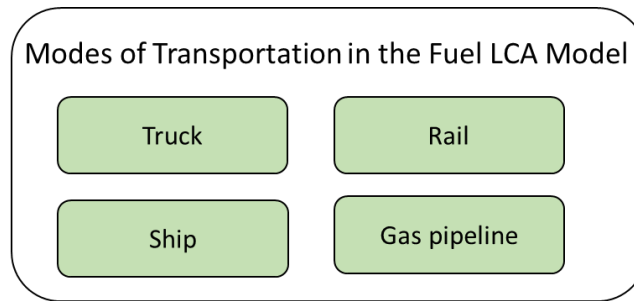 Modes of Transportation in the Fuel LCA Model
Truck
Rail
Ship
Gas pipeline